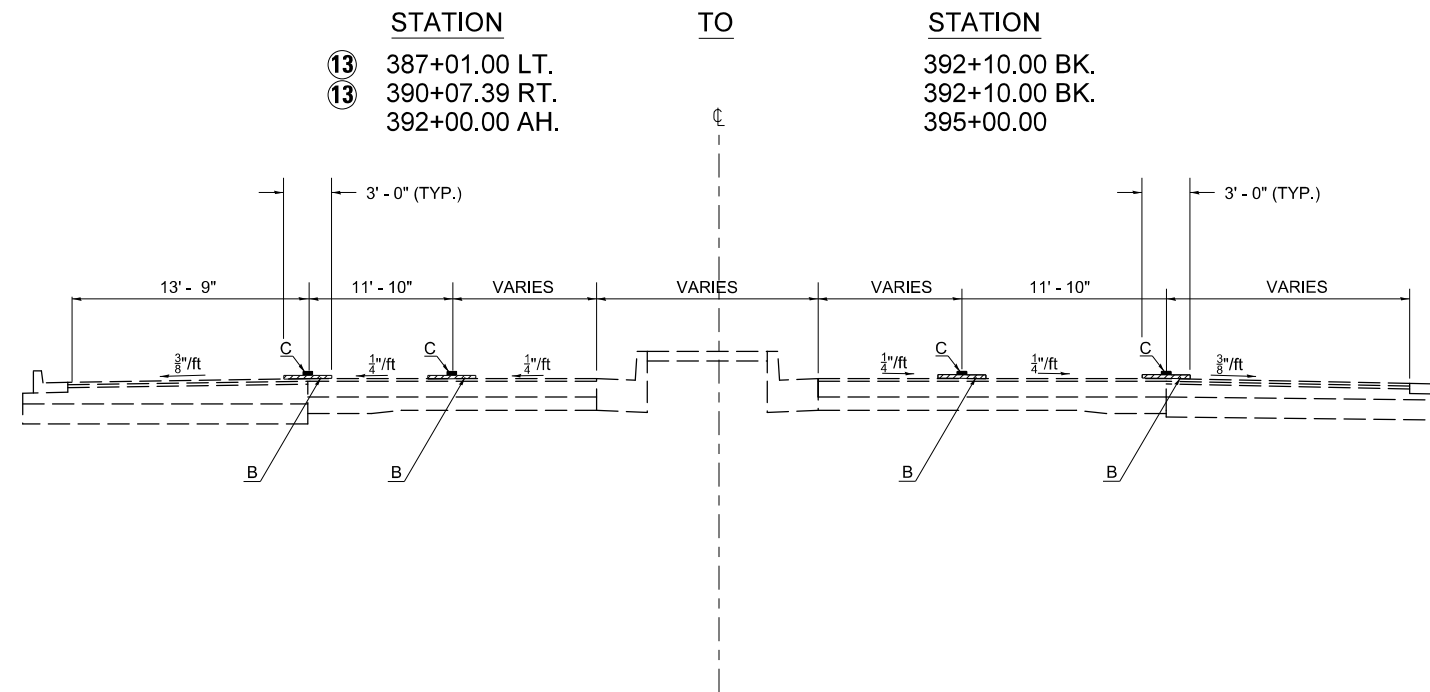 STATION TO STATION
13 387+01.00 LT. 392+10.00 BK.
13 390+07.39 RT. 392+10.00 BK.
392+00.00 AH. 395+00.00
℄
3' - 0" (TYP.) 3' - 0" (TYP.)
13' - 9" 11' - 10" VARIES VARIES VARIES 11' - 10" VARIES
C C C C
3/8"/ft 1/4"/ft 1/4"/ft 1/4"/ft 1/4"/ft 3/8"/ft
B B B B